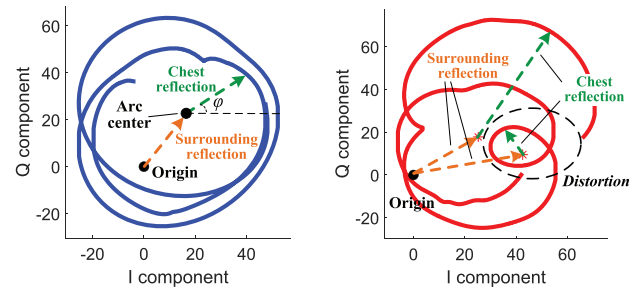 Q component
60
40
20
0
-20
-20
0
20
40
I component
Chest
reflection
φ
Arc
center
Surrounding
reflection
Origin
Q component
80
60
40
20
0
-20
0
20
40
60
I component
Surrounding
reflection
Chest
reflection
Distortion
Origin